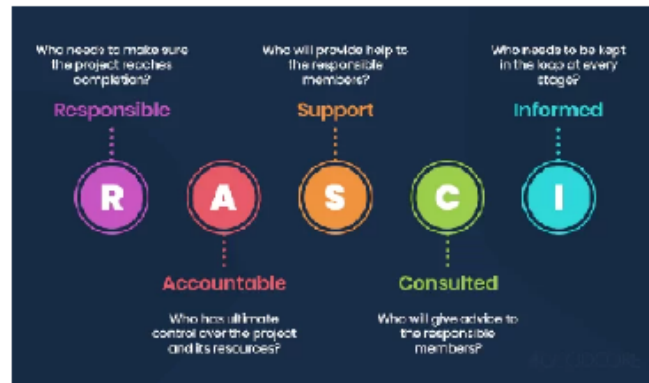 Who needs to make sure
the project reaches
completion?
Responsible
Who will provide help to
the responsible
members?
Support
Who needs to be kept
in the loop at every
stage?
Informed
R
A
S
C
I
Accountable
Who has ultimate
control over the project
and its resources?
Consulted
Who will give advice to
the responsible
members?